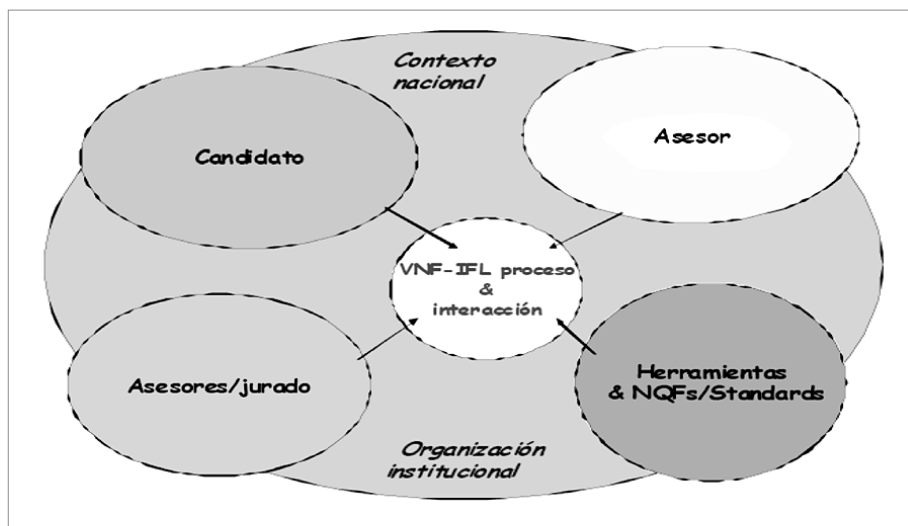 Contexto
nacional
Candidato
Asesor
VNF-IFL proceso
&
interacción
Asesores/jurado
Herramientas
& NQFs/Standards
Organización
institucional